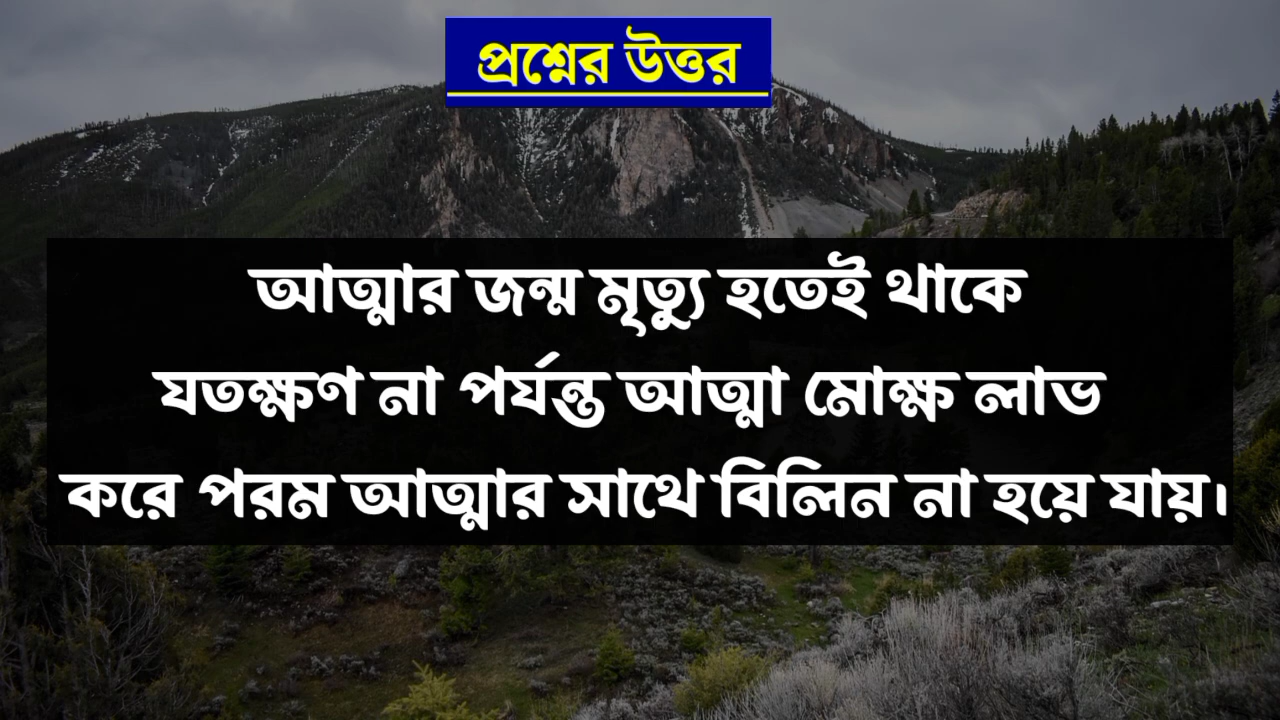 প্রশ্নের উত্তর
আত্মার জন্ম মৃত্যু হতেই থাকে
যতক্ষণ না পর্যন্ত আত্মা মোক্ষ লাভ
করে পরম আত্মার সাথে বিলিন না হয়ে যায়।